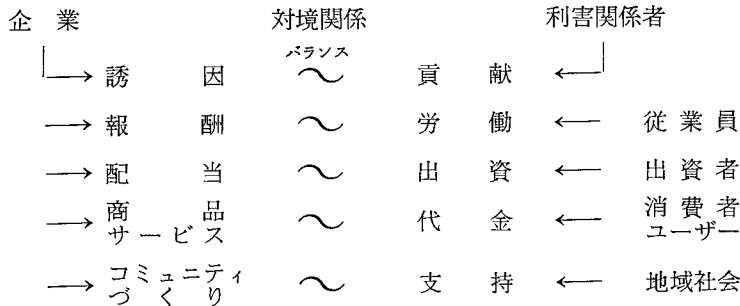 企業 対境関係 利害関係者
バランス
→ 誘因 〜 貢献 ←
→ 報酬 〜 労働 ← 従業員
→ 配当 〜 出資 ← 出資者
→ 商品サービス 〜 代金 ← 消費者ユーザー
→ コミュニティづくり 〜 支持 ← 地域社会